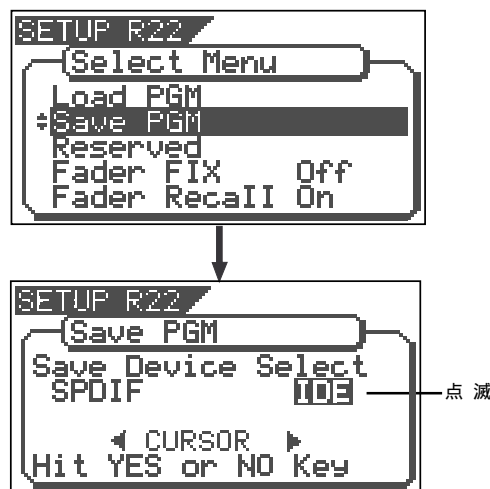 SETUP R22
Select Menu
Load PGM
Save PGM
Reserved
Fader FIX Off
Fader RecaII On
SETUP R22
Save PGM
Save Device Select
SPDIF IDE
点 滅
CURSOR
Hit YES or NO Key